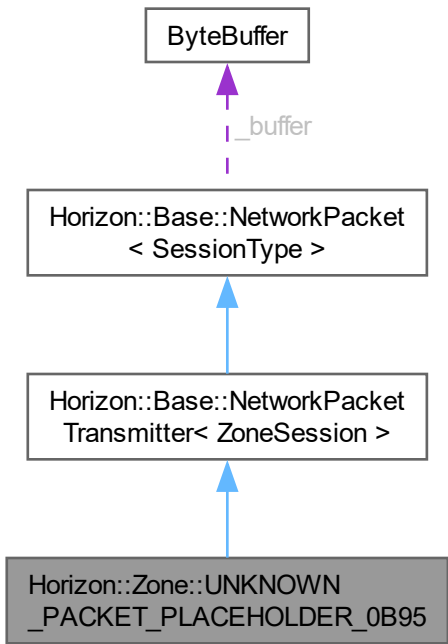 ByteBuffer
_buffer
Horizon::Base::NetworkPacket
< SessionType >
Horizon::Base::NetworkPacket
Transmitter< ZoneSession >
Horizon::Zone::UNKNOWN
_PACKET_PLACEHOLDER_0B95